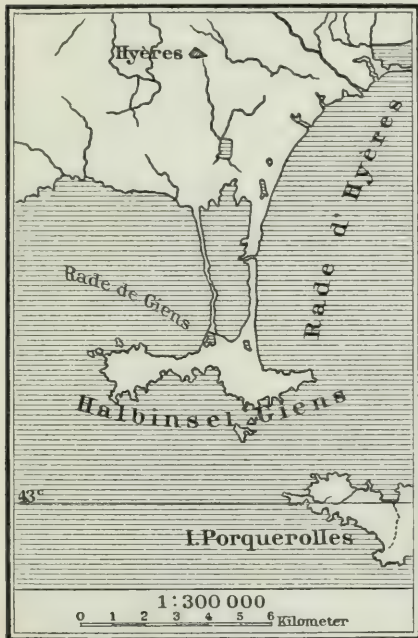 Hyères
Rade d'Hyères
Rade de Giens
Halbinsel Giens
43°
I. Porquerolles
1:300 000
0 1 2 3 4 5 6 Kilometer